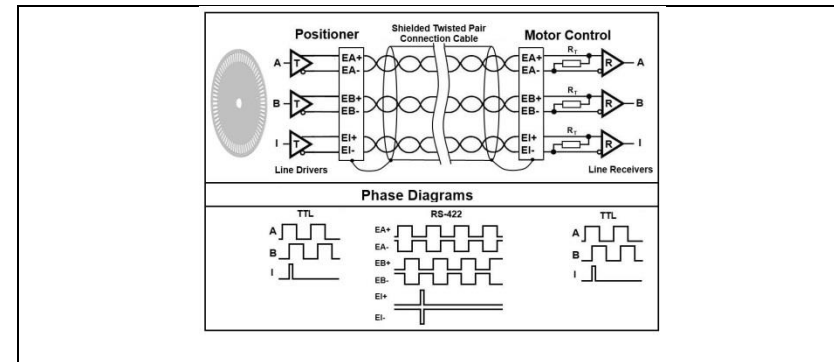 Positioner
Shielded Twisted Pair
Connection Cable
Motor Control
A T EA+ EA+ RT R A
EA- EA-
B T EB+ EB+ RT R B
EB- EB-
I T EI+ EI+ RT R I
EI- EI-
Line Drivers Line Receivers
Phase Diagrams
TTL
A
B
I
RS-422
EA+
EA-
EB+
EB-
EI+
EI-
TTL
A
B
I